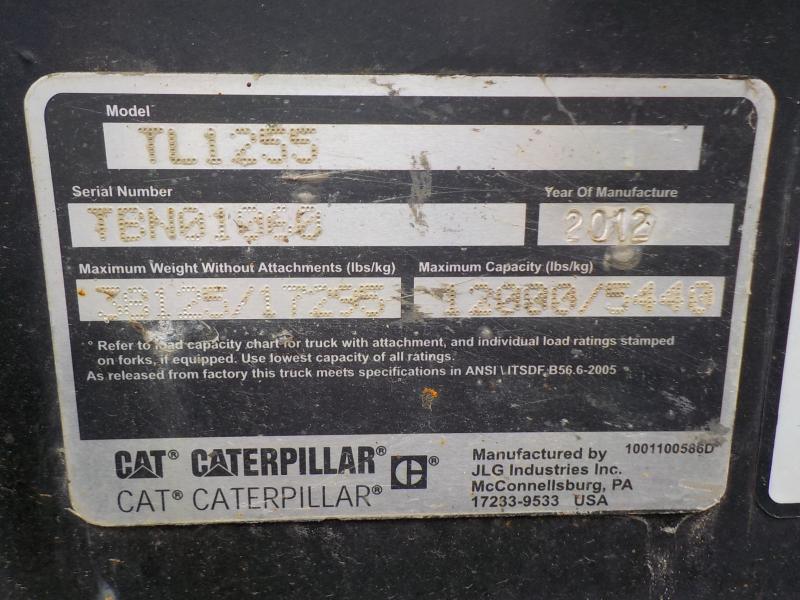 Model
TL1255
Serial Number
Year Of Manufacture
TBN01060
2012
Maximum Weight Without Attachments (lbs/kg)
Maximum Capacity (lbs/kg)
38125/17295
12000/5440
° Refer to load capacity chart for truck with attachment, and individual load ratings stamped
on forks, if equipped. Use lowest capacity of all ratings.
As released from factory this truck meets specifications in ANSI \ ITSDF B56.6-2005
CAT® CATERPILLAR® C®
CAT® CATERPILLAR®
Manufactured by
1001100586D
JLG Industries Inc.
McConnellsburg, PA
17233-9533 USA